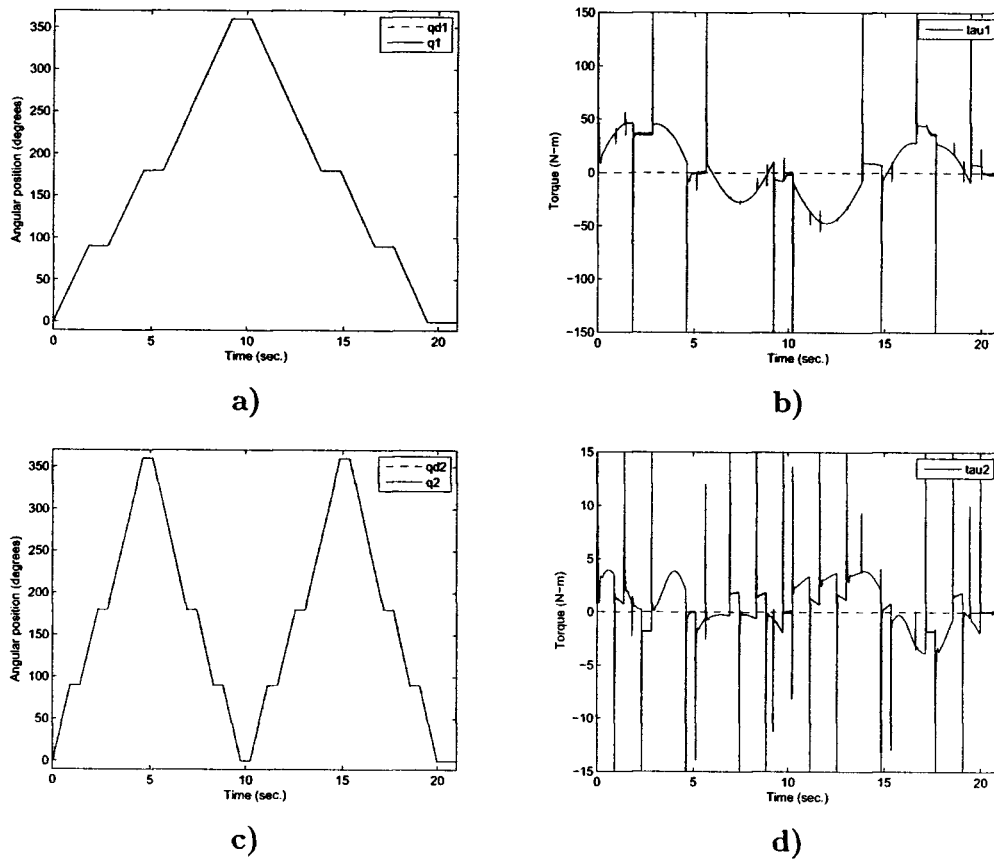 Angular position (degrees)
350
300
250
200
150
100
50
0
0 5 10 15 20
Time (sec.)
qd1
q1
a)
Torque (N-m)
150
100
50
0
−50
−100
−150
0 5 10 15 20
Time (sec.)
tau1
b)
Angular position (degrees)
350
300
250
200
150
100
50
0
0 5 10 15 20
Time (sec.)
qd2
q2
c)
Torque (N-m)
15
10
5
0
−5
−10
−15
0 5 10 15 20
Time (sec.)
tau2
d)